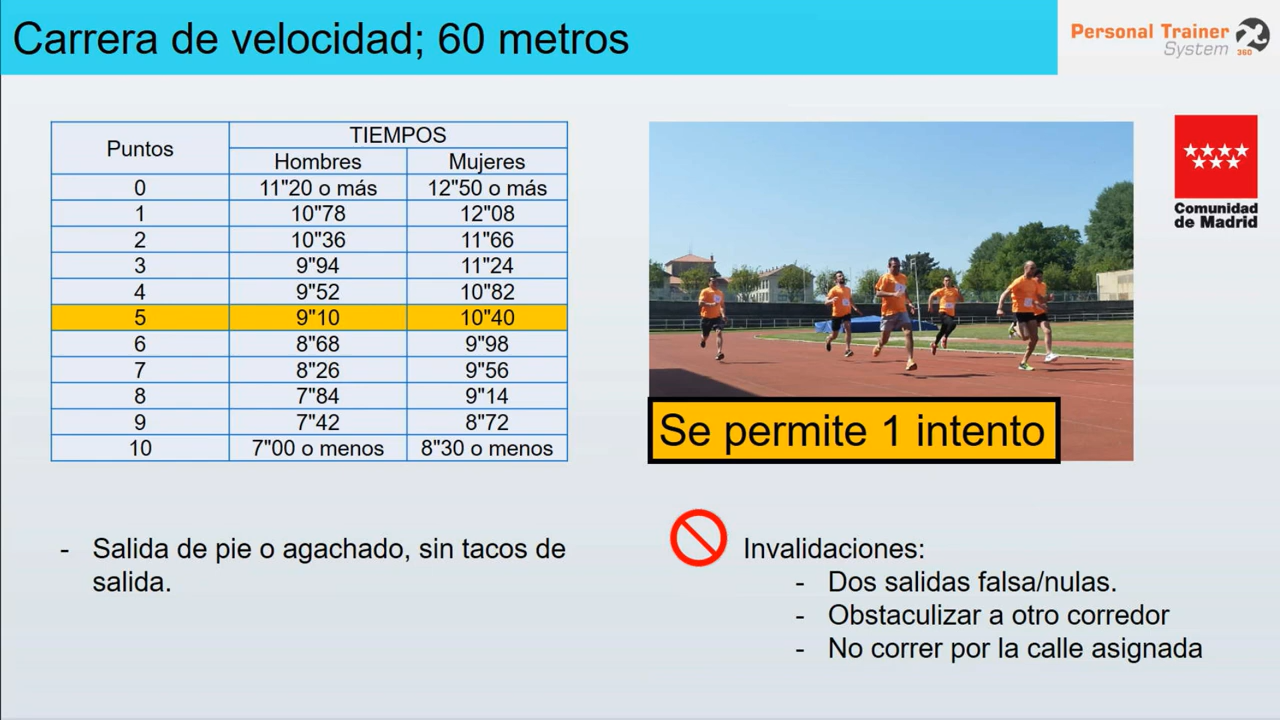 Carrera de velocidad; 60 metros
Personal Trainer
System
360
Puntos
TIEMPOS
Hombres Mujeres
0 11"20 o más 12"50 o más
1 10"78 12"08
2 10"36 11"66
3 9"94 11"24
4 9"52 10"82
5 9"10 10"40
6 8"68 9"98
7 8"26 9"56
8 7"84 9"14
9 7"42 8"72
10 7"00 o menos 8"30 o menos
Comunidad
de Madrid
Se permite 1 intento
- Salida de pie o agachado, sin tacos de
salida.
Invalidaciones:
- Dos salidas falsa/nulas.
- Obstaculizar a otro corredor
- No correr por la calle asignada